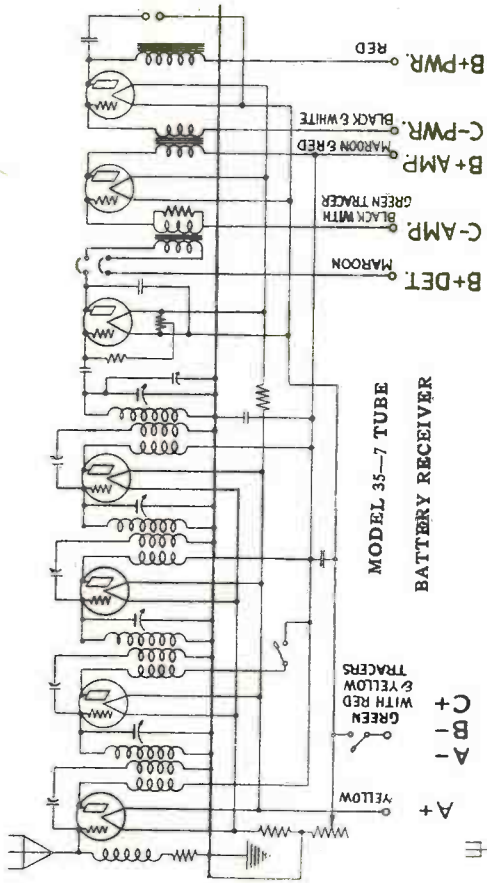 A+
YELLOW
A-
B-
C+
GREEN
WITH RED
& YELLOW
TRACERS
MODEL 35—7 TUBE
BATTERY RECEIVER
B+DET.
MAROON
C-AMP.
BLACK WITH
GREEN TRACER
B+AMP.
MAROON & RED
C-PWR.
BLACK & WHITE
B+PWR.
RED